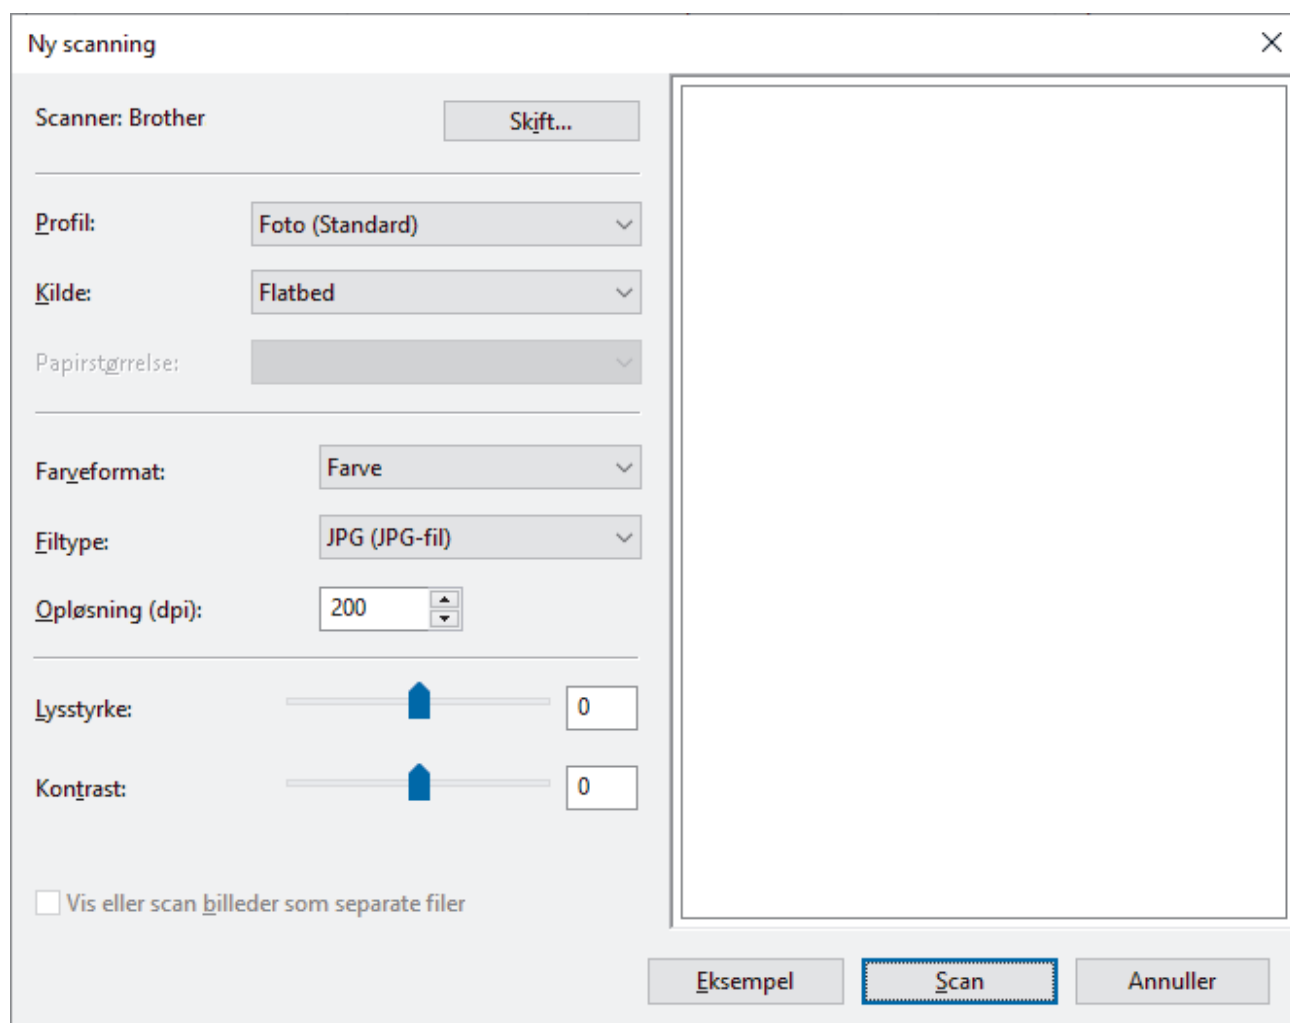 Ny scanning
Scanner: Brother
Skift...
Profil:
Foto (Standard)
Kilde:
Flatbed
Papirstørrelse:
Farveformat:
Farve
Filtype:
JPG (JPG-fil)
Opløsning (dpi):
200
Lysstyrke:
0
Kontrast:
0
Vis eller scan billeder som separate filer
Eksempel
Scan
Annuller